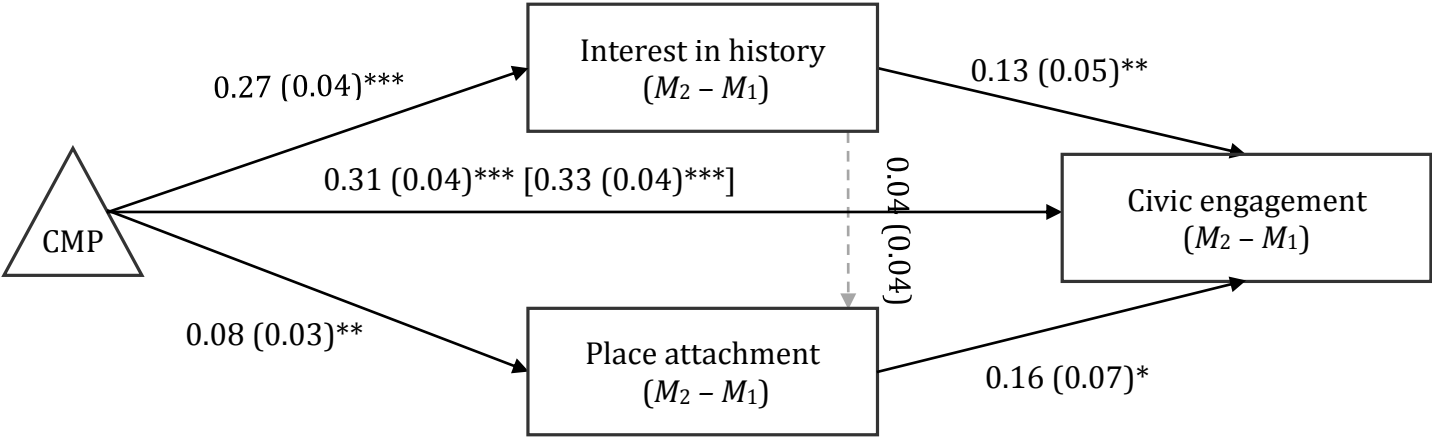 Interest in history
(M2 – M1)
0.27 (0.04)***
0.13 (0.05)**
0.31 (0.04)*** [0.33 (0.04)***]
0.04 (0.04)
CMP
Civic engagement
(M2 – M1)
0.08 (0.03)**
Place attachment
(M2 – M1)
0.16 (0.07)*